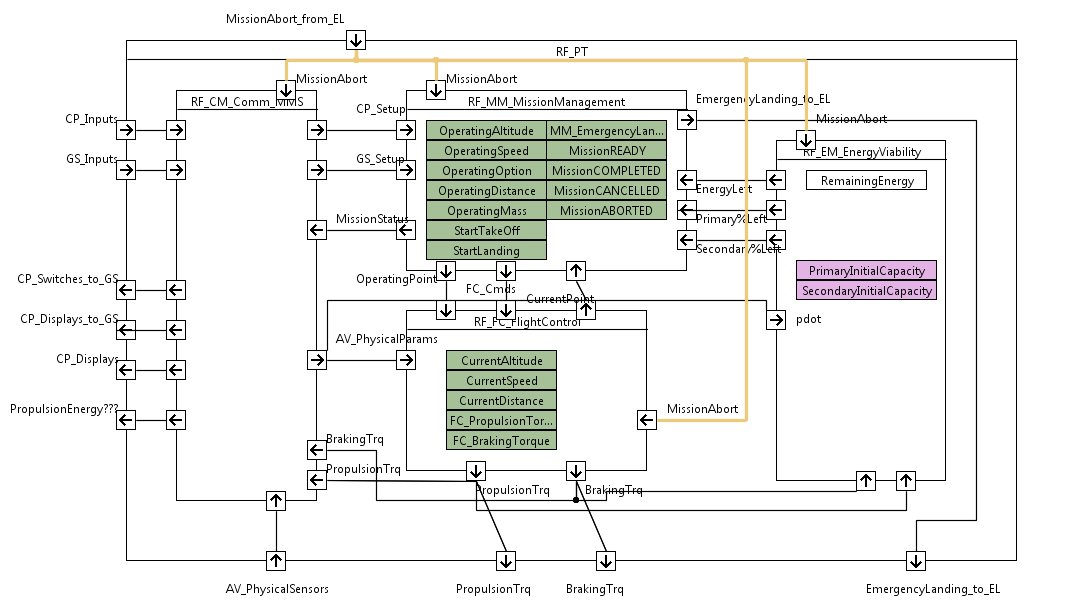 MissionAbort_from_EL
RF_PT
MissionAbort
MissionAbort
RF_CM_Comm_MMS
CP_Setup
RF_MM_MissionManagement
EmergencyLanding_to_EL
CP_Inputs
MissionAbort
OperatingAltitude
MM_EmergencyLan...
GS_Inputs
GS_Setup
OperatingSpeed
MissionREADY
RF_EM_EnergyViability
OperatingOption
MissionCOMPLETED
RemainingEnergy
OperatingDistance
MissionCANCELLED
EnergyLeft
OperatingMass
MissionABORTED
MissionStatus
StartTakeOff
Primary%Left
StartLanding
Secondary%Left
CP_Switches_to_GS
OperatingPoint
FC_Cmds
CurrentPoint
PrimaryInitialCapacity
SecondaryInitialCapacity
CP_Displays_to_GS
RF_FC_FlightControl
pdot
AV_PhysicalParams
CP_Displays
CurrentAltitude
CurrentSpeed
CurrentDistance
PropulsionEnergy???
FC_PropulsionTor...
MissionAbort
FC_BrakingTorque
BrakingTrq
PropulsionTrq
PropulsionTrq
BrakingTrq
AV_PhysicalSensors
PropulsionTrq
BrakingTrq
EmergencyLanding_to_EL